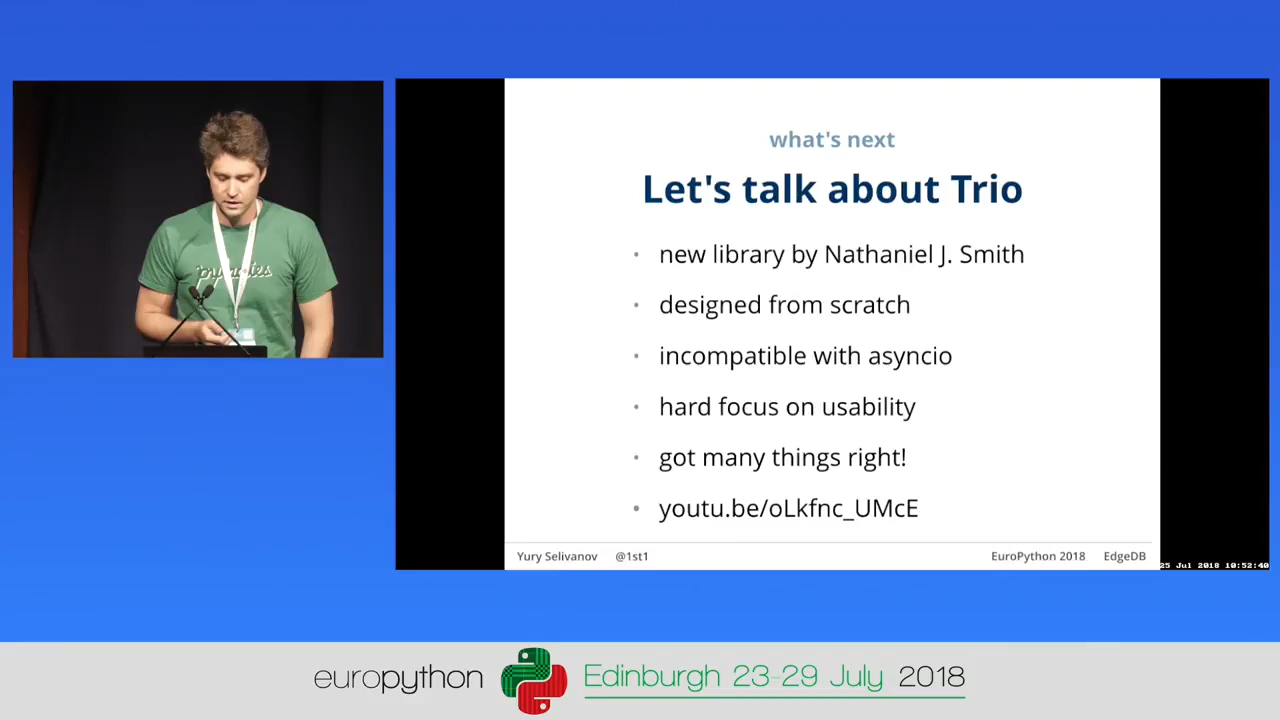 what's next
Let's talk about Trio
• new library by Nathaniel J. Smith
• designed from scratch
• incompatible with asyncio
• hard focus on usability
• got many things right!
• youtu.be/oLkfnc_UMcE
Yury Selivanov @1st1 EuroPython 2018 EdgeDB
25 Jul 2018 10:52:40
europython Edinburgh 23-29 July 2018